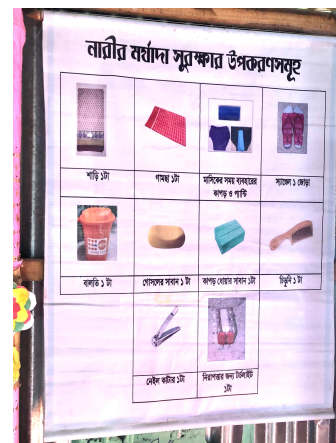 নারীর মর্যাদা সুরক্ষার উপকরণসমূহ
শাড়ি ১টা
গামছা ১টা
মাসিকের সময় ব্যবহারের
কাপড় ও প্যান্টি
স্যান্ডেল ১ জোড়া
বালতি ১ টা
গোসলের সাবান ১ টা
কাপড় ধোয়ার সাবান ১টা
চিরুনি ১ টা
নেইল কাটার ১টা
নিরাপত্তার জন্য টর্চলাইট
১টা